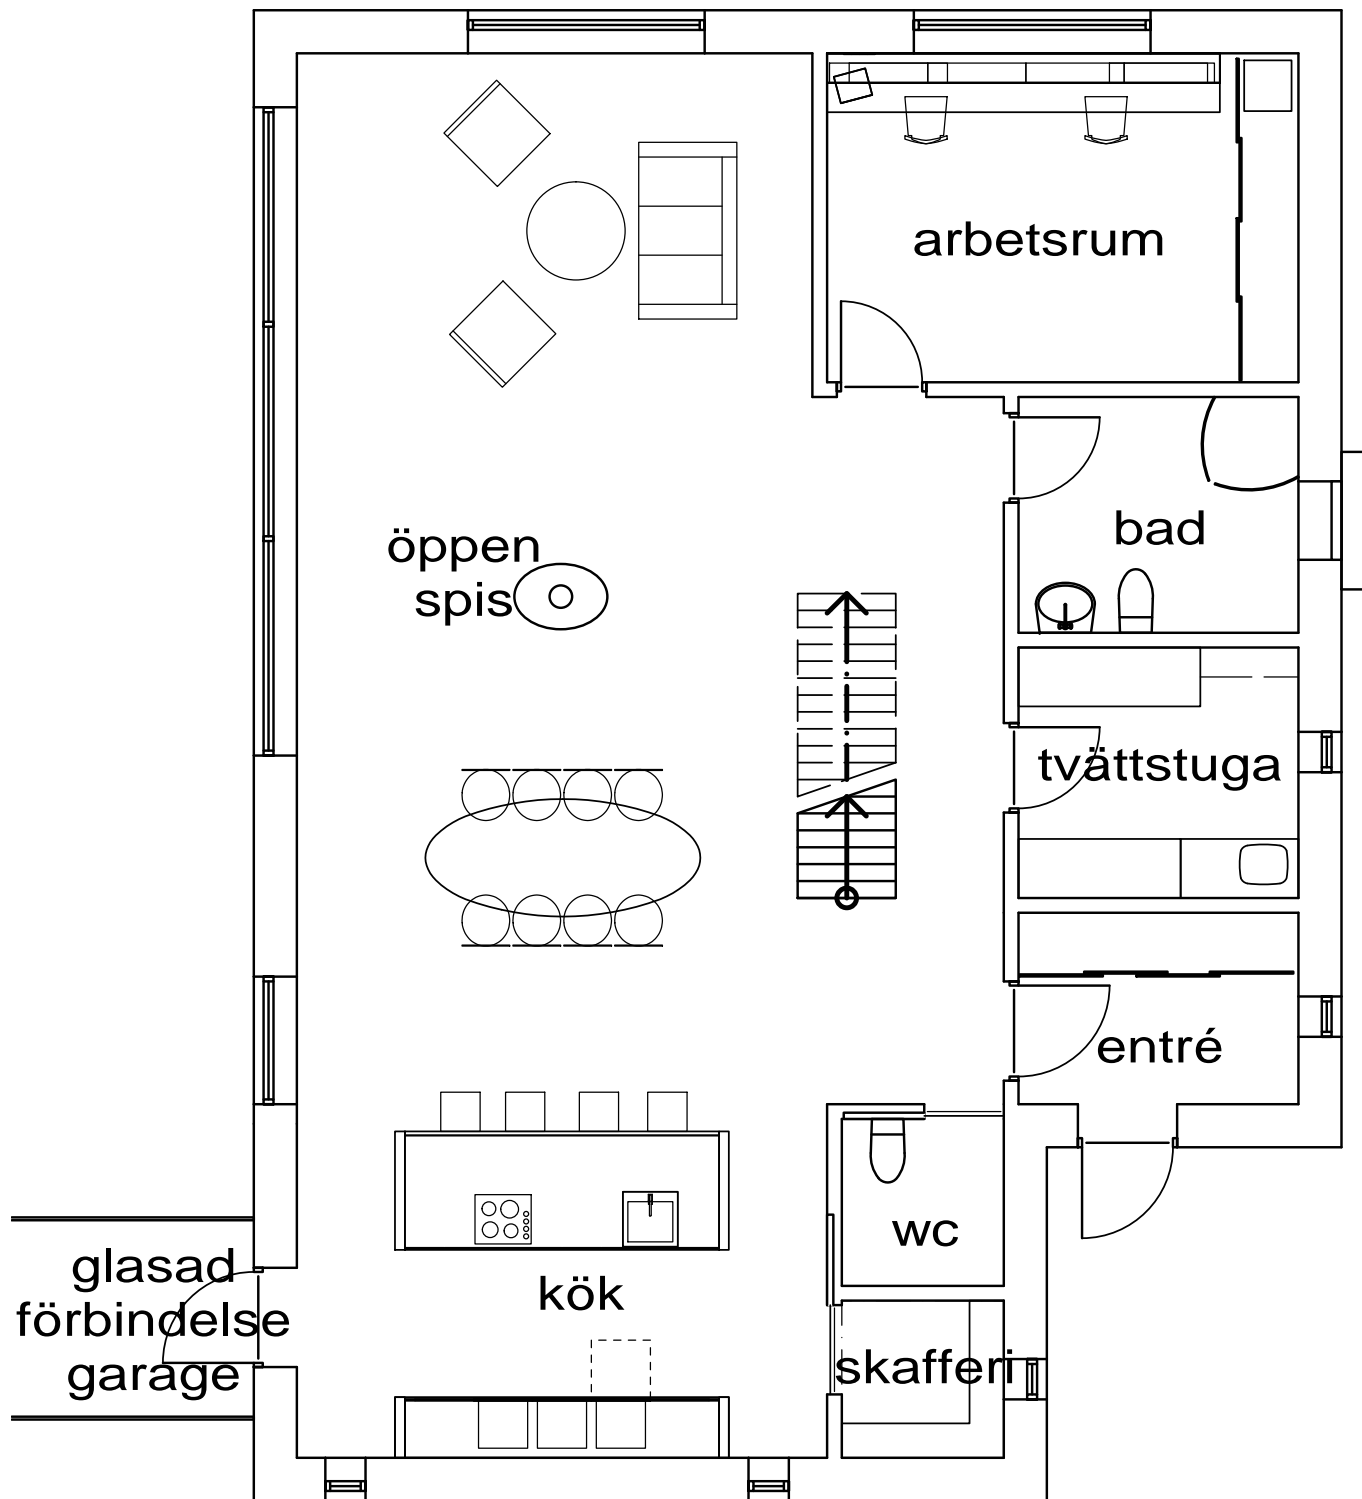 arbetsrum
bad
öppen
spis
tvättstuga
entré
wc
glasad
förbindelse
garage
kök
skafferi